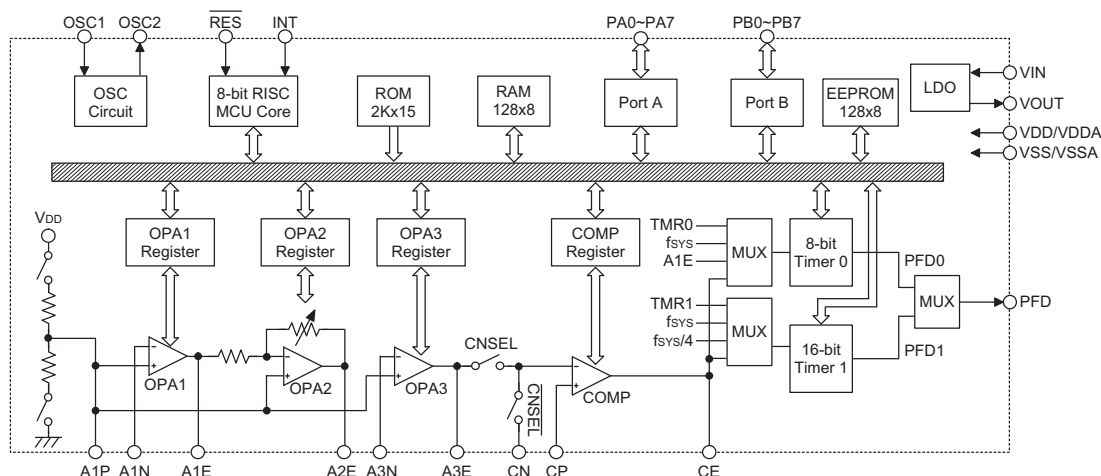 OSC1 OSC2 RES INT PA0~PA7 PB0~PB7
OSC
Circuit
8-bit RISC
MCU Core
ROM
2Kx15
RAM
128x8
Port A
Port B
EEPROM
128x8
LDO
VIN
VOUT
VDD/VDDA
VSS/VSSA
VDD
OPA1
Register
OPA2
Register
OPA3
Register
COMP
Register
TMR0
fSYS
A1E
MUX
8-bit
Timer 0
PFD0
MUX
PFD
TMR1
fSYS
fSYS/4
MUX
16-bit
Timer 1
PFD1
OPA1
OPA2
OPA3
CNSEL
CNSEL
COMP
A1P A1N A1E A2E A3N A3E CN CP CE